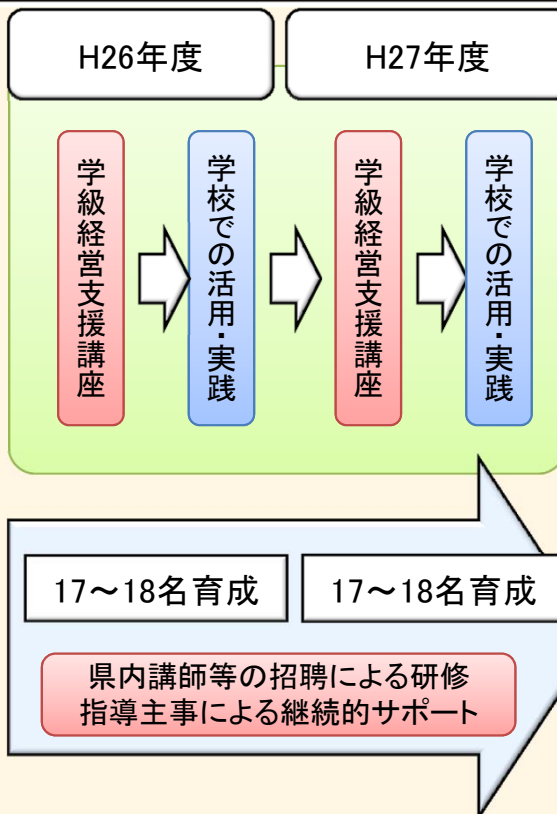 H26年度
H27年度
学級経営支援講座
学校での活用・実践
学級経営支援講座
学校での活用・実践
17～18名育成
17～18名育成
県内講師等の招聘による研修
指導主事による継続的サポート